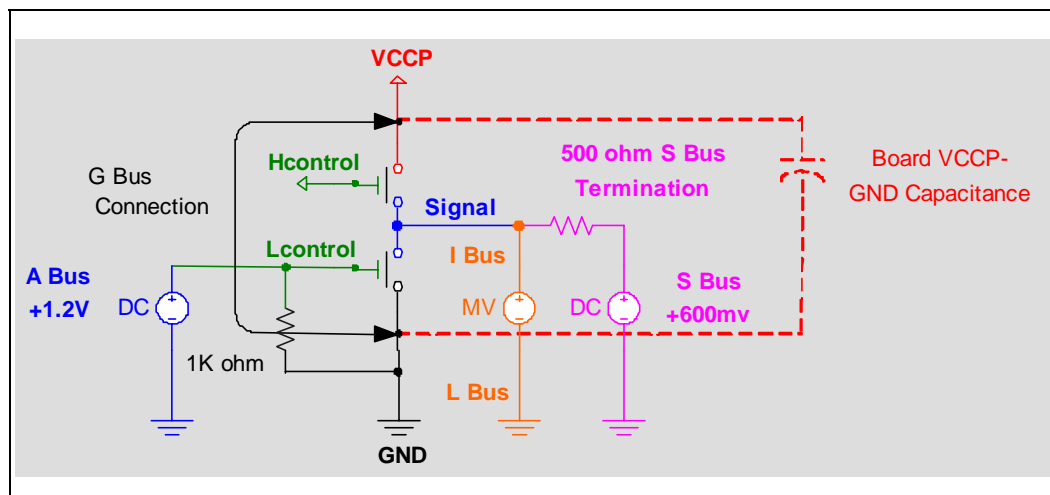 VCCP
Hcontrol
500 ohm S Bus
Termination
Board VCCP-
GND Capacitance
G Bus
Connection
Signal
Lcontrol
I Bus
A Bus
+1.2V
DC
MV
DC
S Bus
+600mv
1K ohm
L Bus
GND